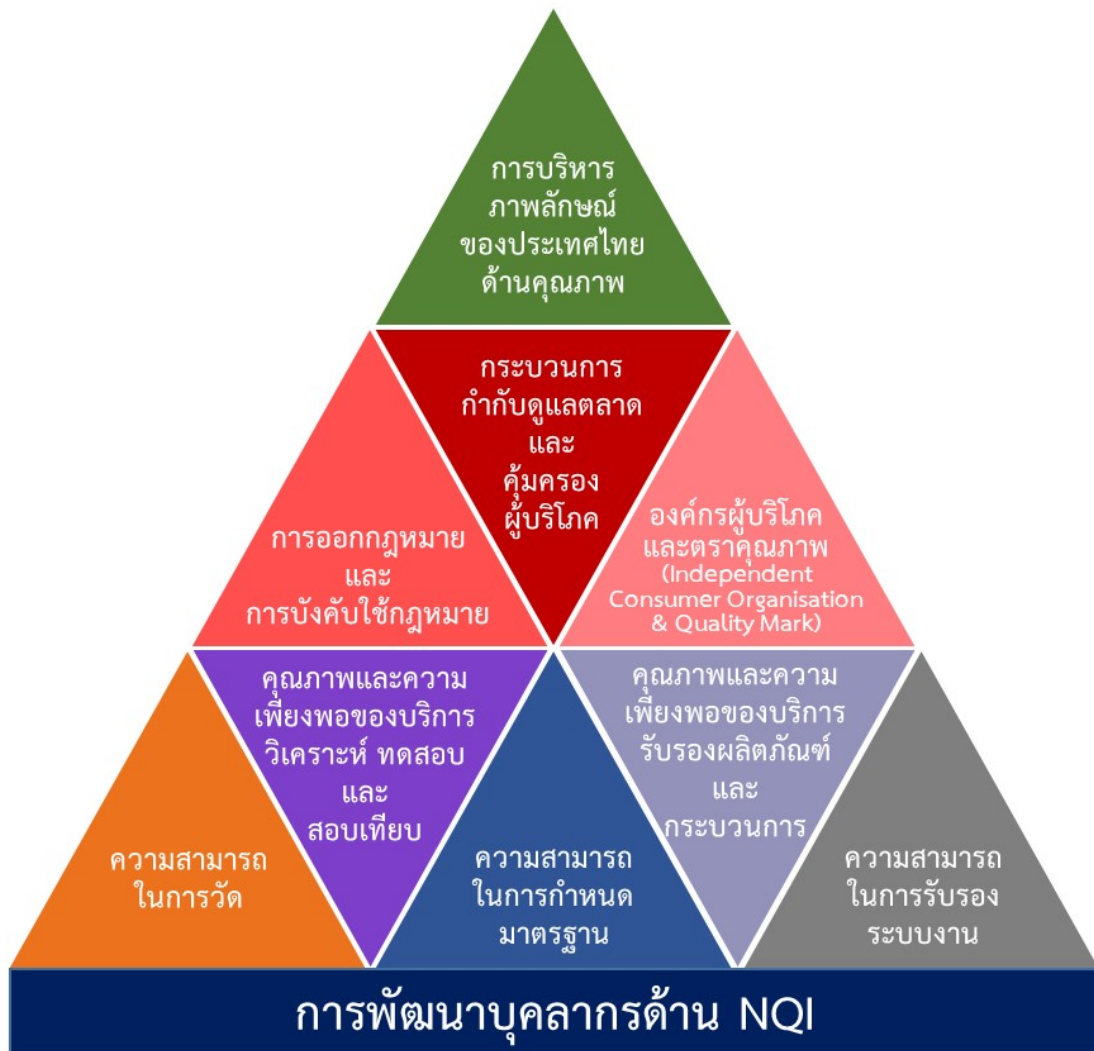 การบริหาร
ภาพลักษณ์
ของประเทศไทย
ด้านคุณภาพ
กระบวนการ
กำกับดูแลตลาด
และ
คุ้มครอง
ผู้บริโภค
การออกกฎหมาย
และ
การบังคับใช้กฎหมาย
องค์กรผู้บริโภค
และตราคุณภาพ
(Independent
Consumer Organisation
& Quality Mark)
ความสามารถ
ในการวัด
คุณภาพและความ
เพียงพอของบริการ
วิเคราะห์ ทดสอบ
และ
สอบเทียบ
ความสามารถ
ในการกำหนด
มาตรฐาน
คุณภาพและความ
เพียงพอของบริการ
รับรองผลิตภัณฑ์
และ
กระบวนการ
ความสามารถ
ในการรับรอง
ระบบงาน
การพัฒนาบุคลากรด้าน NQI